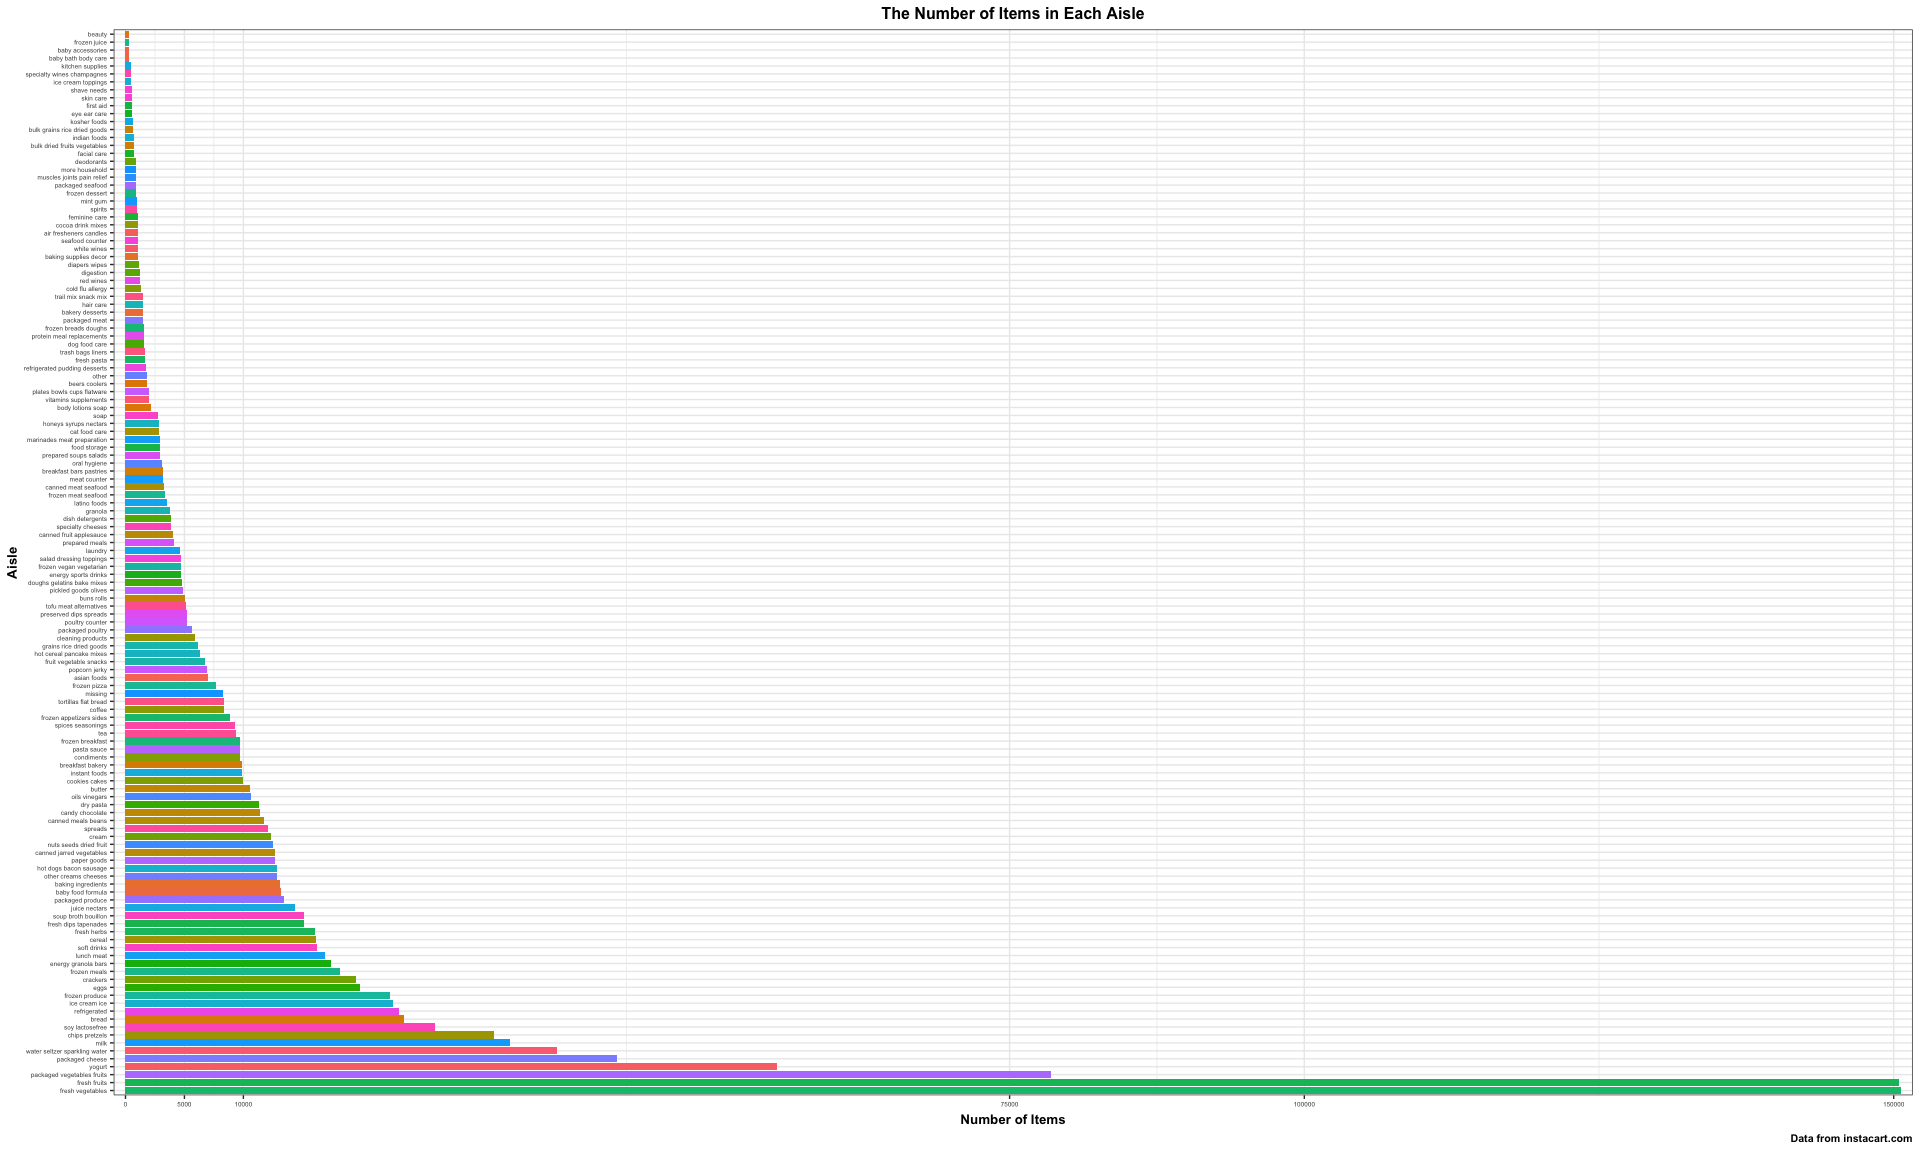 The Number of Items in Each Aisle
beauty
frozen juice
baby accessories
baby bath body care
kitchen supplies
specialty wines champagnes
ice cream toppings
shave needs
skin care
first aid
eye ear care
kosher foods
bulk grains rice dried goods
indian foods
bulk dried fruits vegetables
facial care
deodorants
more household
muscles joints pain relief
packaged seafood
frozen dessert
mint gum
spirits
feminine care
cocoa drink mixes
air fresheners candles
seafood counter
white wines
baking supplies decor
diapers wipes
digestion
red wines
cold flu allergy
trail mix snack mix
hair care
bakery desserts
packaged meat
frozen breads doughs
protein meal replacements
dog food care
trash bags liners
fresh pasta
refrigerated pudding desserts
other
beers coolers
plates bowls cups flatware
vitamins supplements
body lotions soap
soap
honeys syrups nectars
cat food care
marinades meat preparation
food storage
prepared soups salads
oral hygiene
breakfast bars pastries
meat counter
canned meat seafood
frozen meat seafood
latino foods
granola
dish detergents
specialty cheeses
canned fruit applesauce
prepared meals
laundry
salad dressing toppings
frozen vegan vegetarian
energy sports drinks
doughs gelatins bake mixes
pickled goods olives
buns rolls
tofu meat alternatives
preserved dips spreads
poultry counter
packaged poultry
cleaning products
grains rice dried goods
hot cereal pancake mixes
fruit vegetable snacks
popcorn jerky
asian foods
frozen pizza
missing
tortillas flat bread
coffee
frozen appetizers sides
spices seasonings
tea
frozen breakfast
pasta sauce
condiments
breakfast bakery
instant foods
cookies cakes
butter
oils vinegars
dry pasta
candy chocolate
canned meals beans
spreads
cream
nuts seeds dried fruit
canned jarred vegetables
paper goods
hot dogs bacon sausage
other creams cheeses
baking ingredients
baby food formula
packaged produce
juice nectars
soup broth bouillon
fresh dips tapenades
fresh herbs
cereal
soft drinks
lunch meat
energy granola bars
frozen meals
crackers
eggs
frozen produce
ice cream ice
refrigerated
bread
soy lactosefree
chips pretzels
milk
water seltzer sparkling water
packaged cheese
yogurt
packaged vegetables fruits
fresh fruits
fresh vegetables
Aisle
0 5000 10000 75000 100000 150000
Number of Items
Data from instacart.com